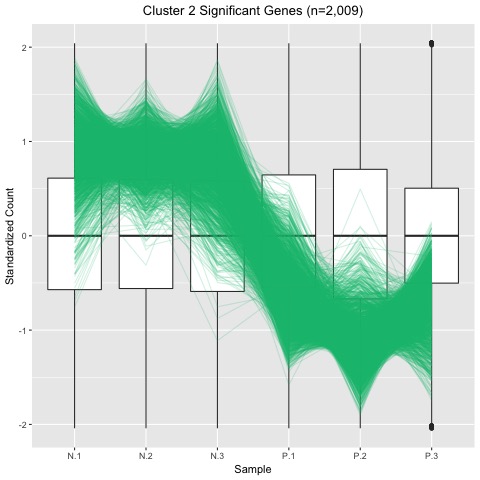 Cluster 2 Significant Genes (n=2,009)
Standardized Count
2
1
0
-1
-2
N.1 N.2 N.3 P.1 P.2 P.3
Sample